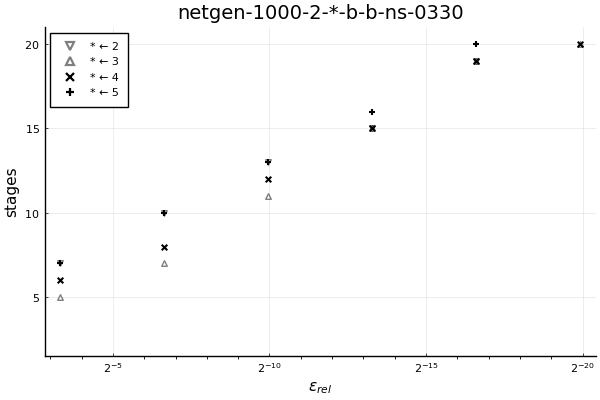 netgen-1000-2-*-b-b-ns-0330
* ← 2
* ← 3
* ← 4
* ← 5
20
15
10
5
stages
2⁻⁵ 2⁻¹⁰ 2⁻¹⁵ 2⁻²⁰
ε_rel